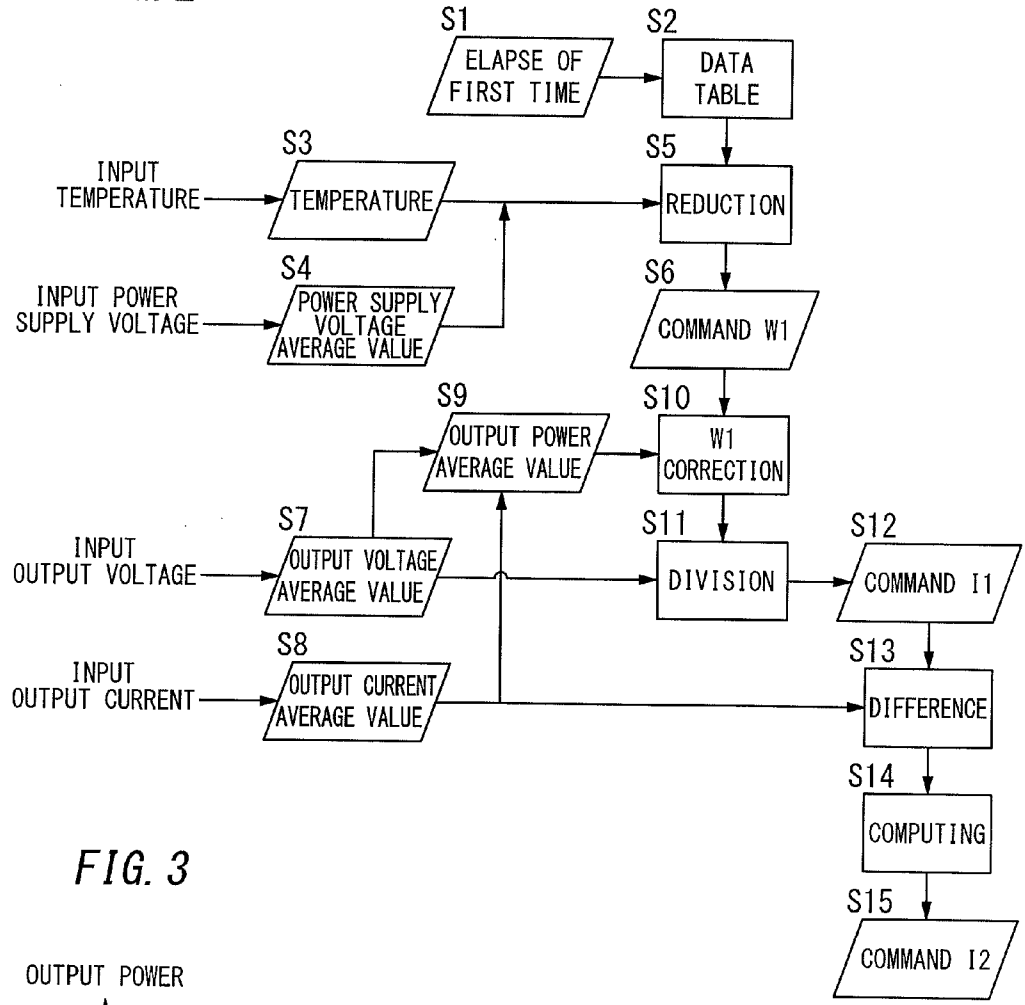 S1
ELAPSE OF
FIRST TIME
S2
DATA
TABLE
INPUT
TEMPERATURE
S3
TEMPERATURE
S5
REDUCTION
INPUT POWER
SUPPLY VOLTAGE
S4
POWER SUPPLY
VOLTAGE
AVERAGE VALUE
S6
COMMAND W1
S9
OUTPUT POWER
AVERAGE VALUE
S10
W1
CORRECTION
INPUT
OUTPUT VOLTAGE
S7
OUTPUT VOLTAGE
AVERAGE VALUE
S11
DIVISION
S12
COMMAND I1
INPUT
OUTPUT CURRENT
S8
OUTPUT CURRENT
AVERAGE VALUE
S13
DIFFERENCE
S14
COMPUTING
FIG. 3
S15
COMMAND I2
OUTPUT POWER